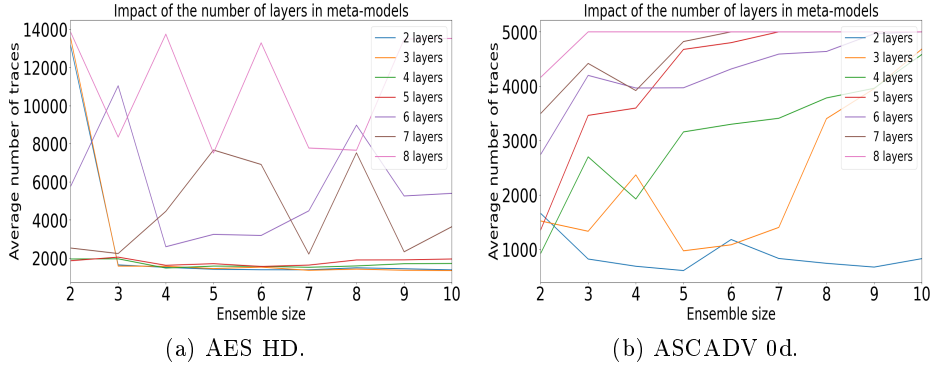 Impact of the number of layers in meta-models
Average number of traces
14000
12000
10000
8000
6000
4000
2000
2 3 4 5 6 7 8 9 10
Ensemble size
2 layers
3 layers
4 layers
5 layers
6 layers
7 layers
8 layers
(a) AES HD.
Impact of the number of layers in meta-models
Average number of traces
5000
4000
3000
2000
1000
2 3 4 5 6 7 8 9 10
Ensemble size
2 layers
3 layers
4 layers
5 layers
6 layers
7 layers
8 layers
(b) ASCADV 0d.